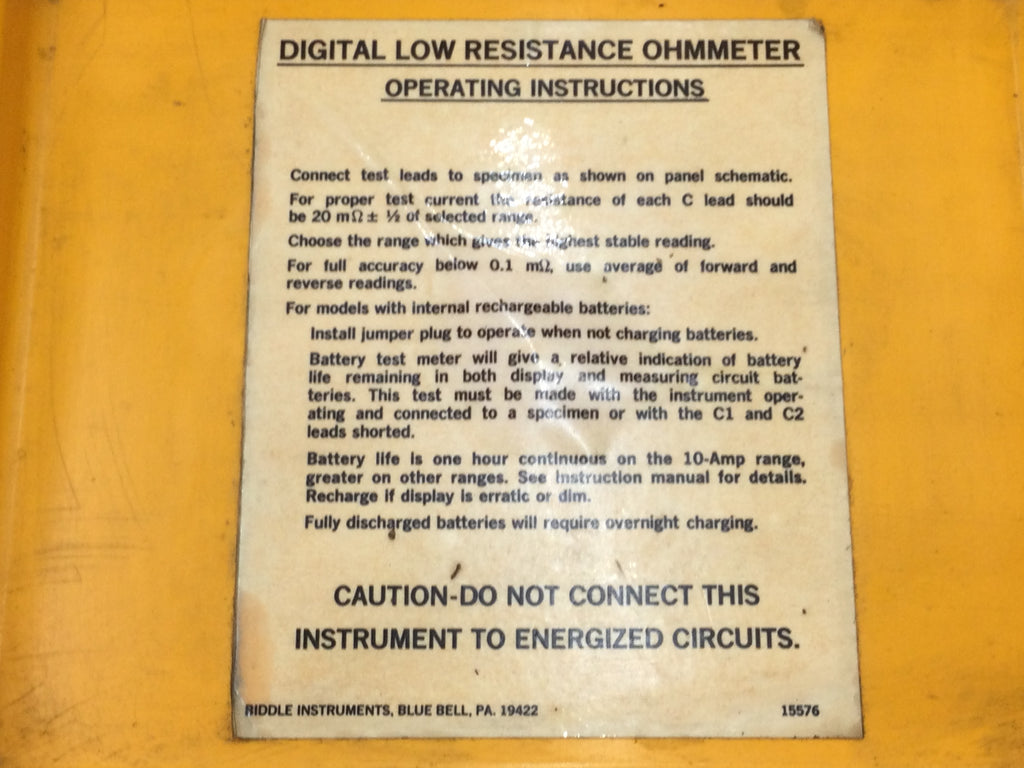 DIGITAL LOW RESISTANCE OHMMETER
OPERATING INSTRUCTIONS
Connect test leads to specimen as shown on panel schematic.
For proper test current the resistance of each C lead should
be 20 mΩ ± ½ of selected range.
Choose the range which gives the highest stable reading.
For full accuracy below 0.1 mΩ, use average of forward and
reverse readings.
For models with internal rechargeable batteries:
Install jumper plug to operate when not charging batteries.
Battery test meter will give a relative indication of battery
life remaining in both display and measuring circuit bat-
teries. This test must be made with the instrument oper-
ating and connected to a specimen or with the C1 and C2
leads shorted.
Battery life is one hour continuous on the 10-Amp range,
greater on other ranges. See instruction manual for details.
Recharge if display is erratic or dim.
Fully discharged batteries will require overnight charging.
CAUTION-DO NOT CONNECT THIS
INSTRUMENT TO ENERGIZED CIRCUITS.
RIDDLE INSTRUMENTS, BLUE BELL, PA. 19422 15576